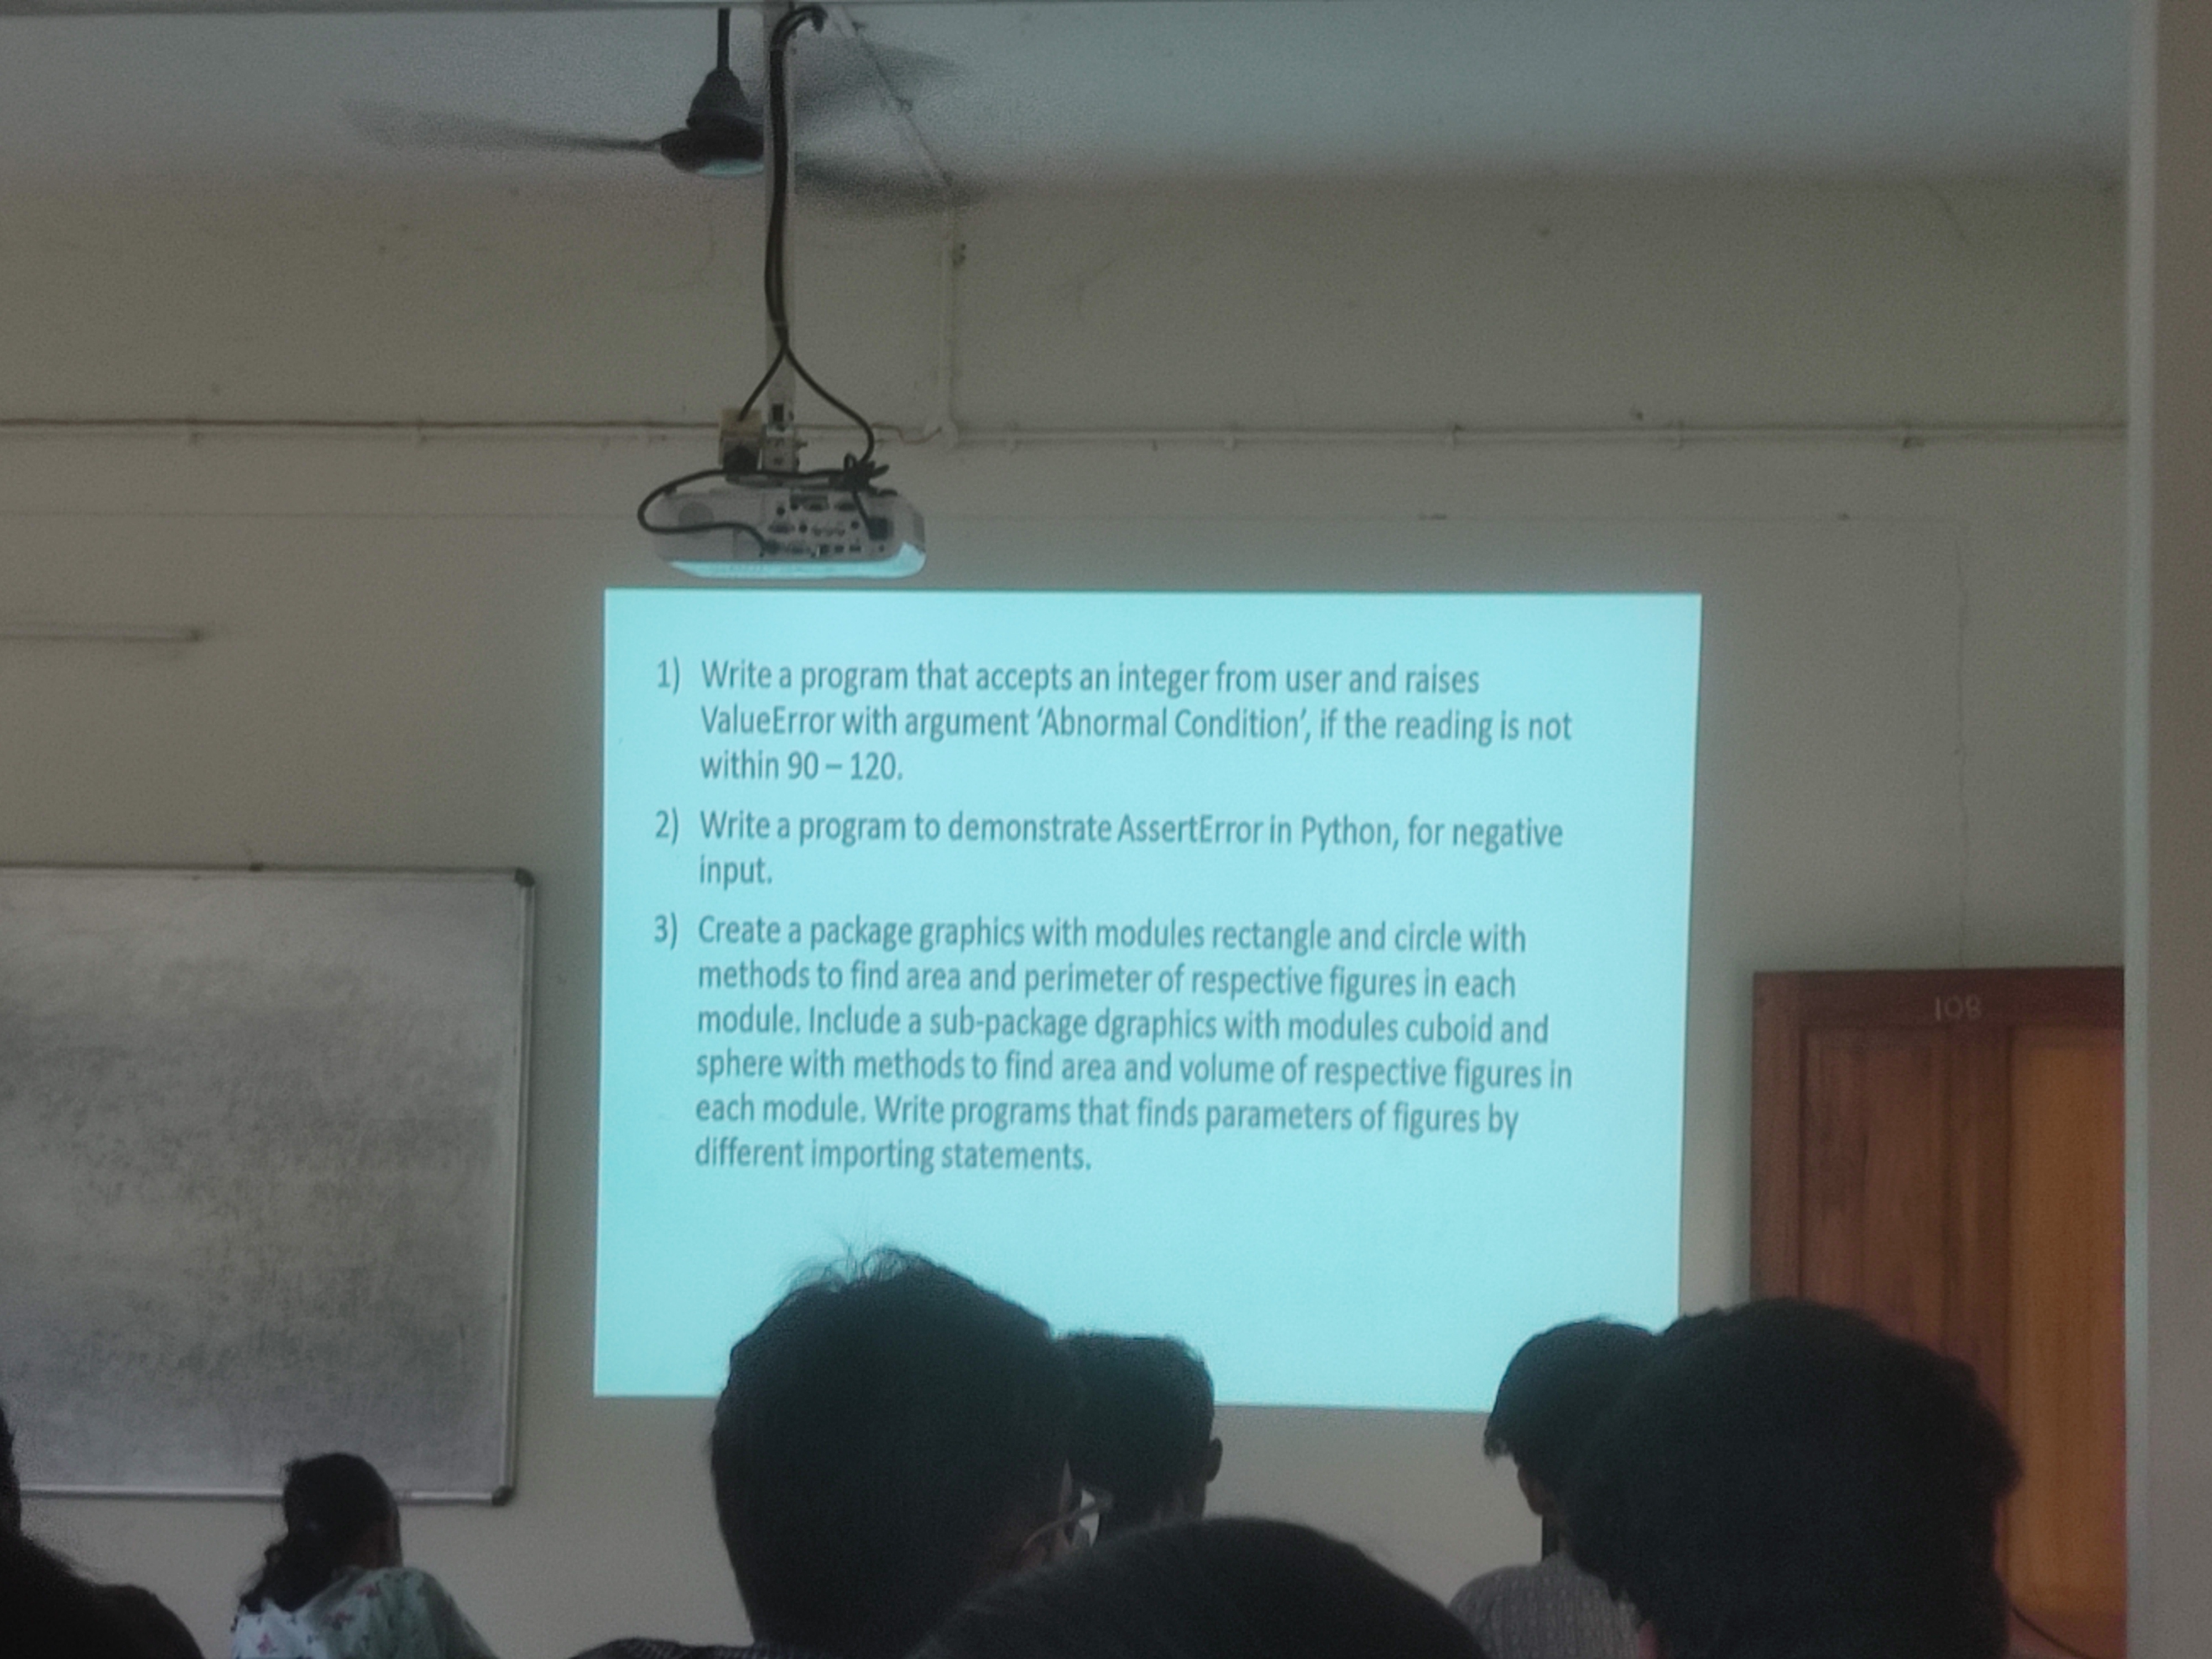 1) Write a program that accepts an integer from user and raises
ValueError with argument ‘Abnormal Condition’, if the reading is not
within 90 – 120.
2) Write a program to demonstrate AssertError in Python, for negative
input.
3) Create a package graphics with modules rectangle and circle with
methods to find area and perimeter of respective figures in each
module. Include a sub-package dgraphics with modules cuboid and
sphere with methods to find area and volume of respective figures in
each module. Write programs that finds parameters of figures by
different importing statements.